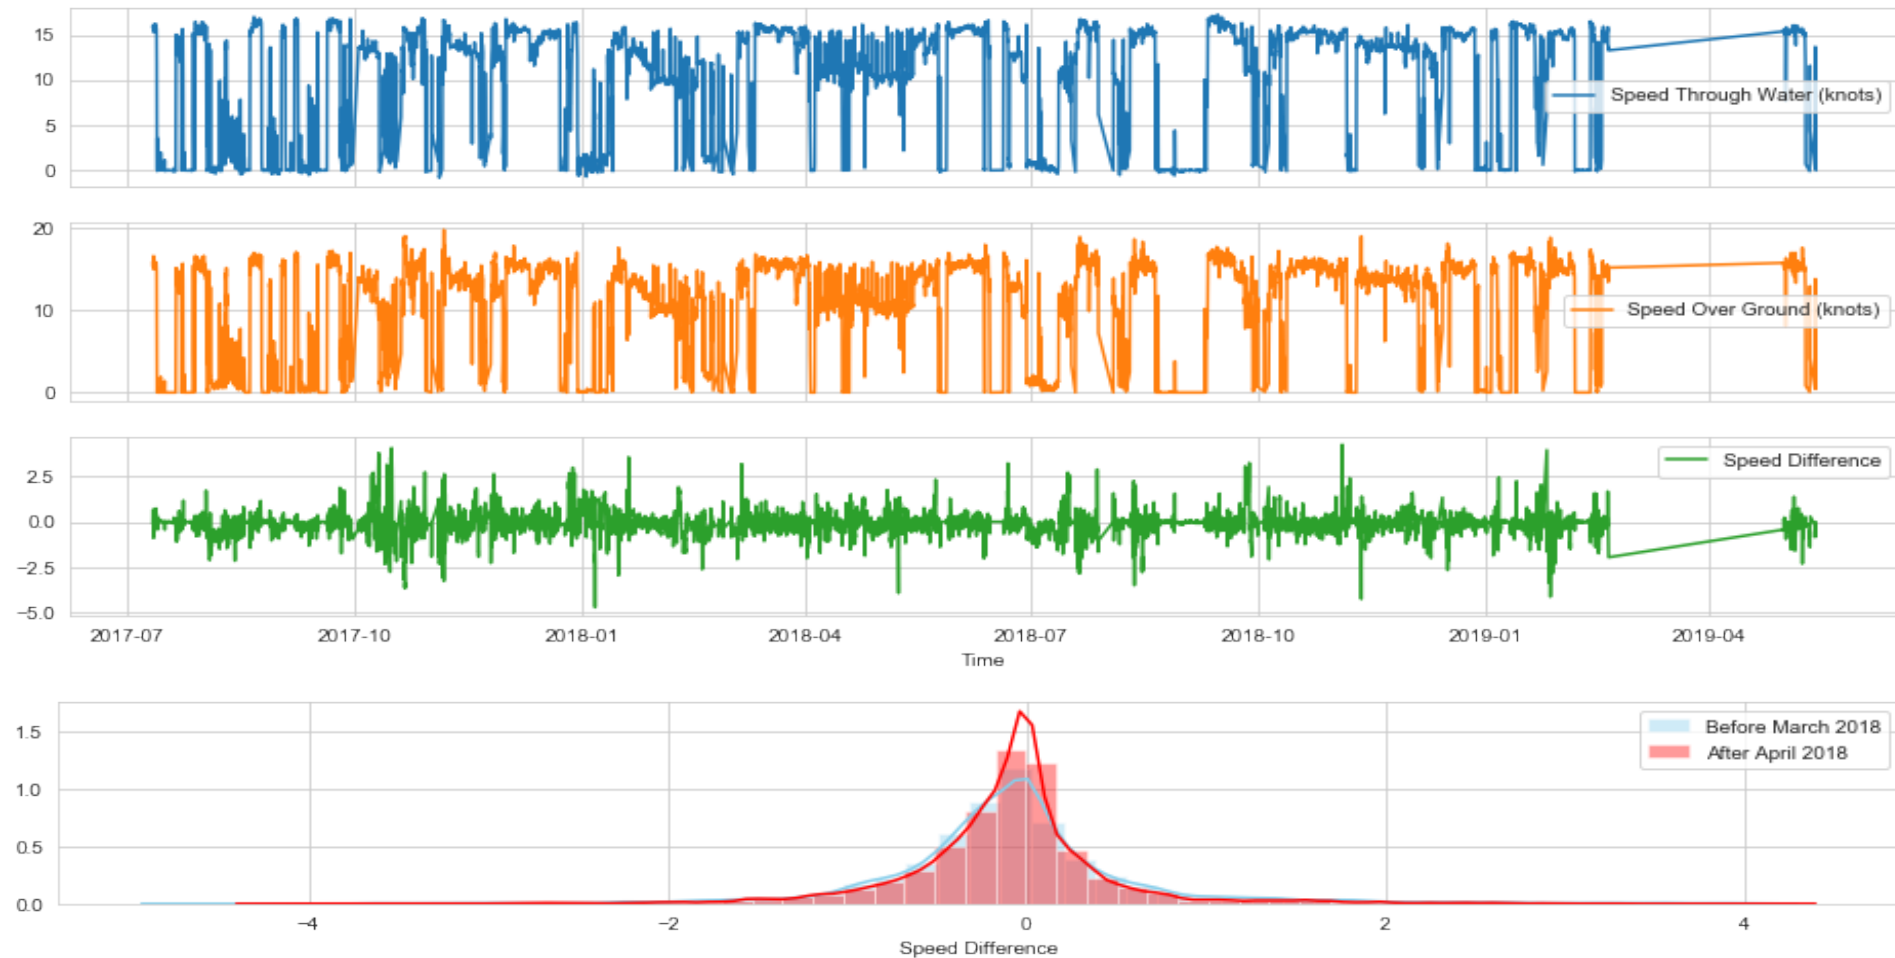 15
10
5
0
Speed Through Water (knots)
20
10
0
Speed Over Ground (knots)
2.5
0.0
−2.5
−5.0
Speed Difference
2017-07 2017-10 2018-01 2018-04 2018-07 2018-10 2019-01 2019-04
Time
1.5
1.0
0.5
0.0
Before March 2018
After April 2018
−4 −2 0 2 4
Speed Difference